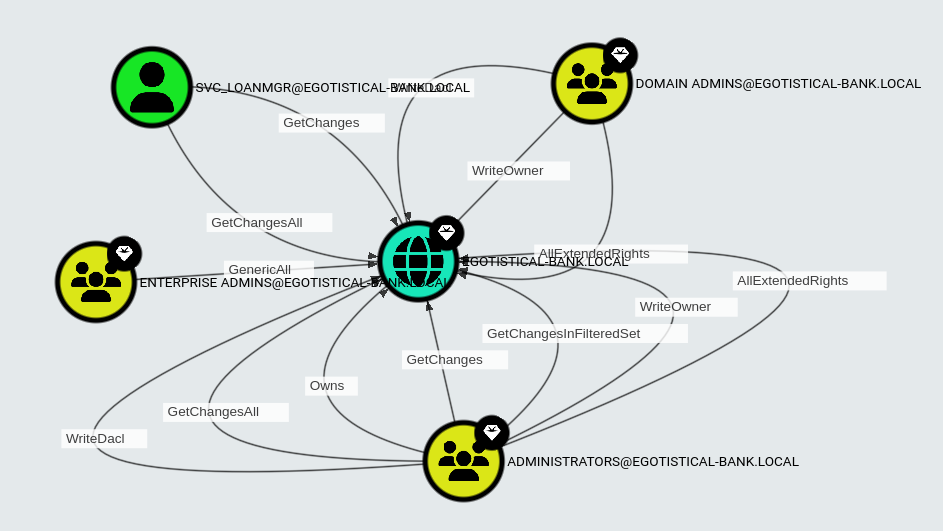 SVC_LOANMGR@EGOTISTICAL-BANK.LOCAL
WriteDacl
DOMAIN ADMINS@EGOTISTICAL-BANK.LOCAL
GetChanges
WriteOwner
GetChangesAll
AllExtendedRights
EGOTISTICAL-BANK.LOCAL
GenericAll
ENTERPRISE ADMINS@EGOTISTICAL-BANK.LOCAL
AllExtendedRights
WriteOwner
GetChangesInFilteredSet
GetChanges
Owns
GetChangesAll
WriteDacl
ADMINISTRATORS@EGOTISTICAL-BANK.LOCAL